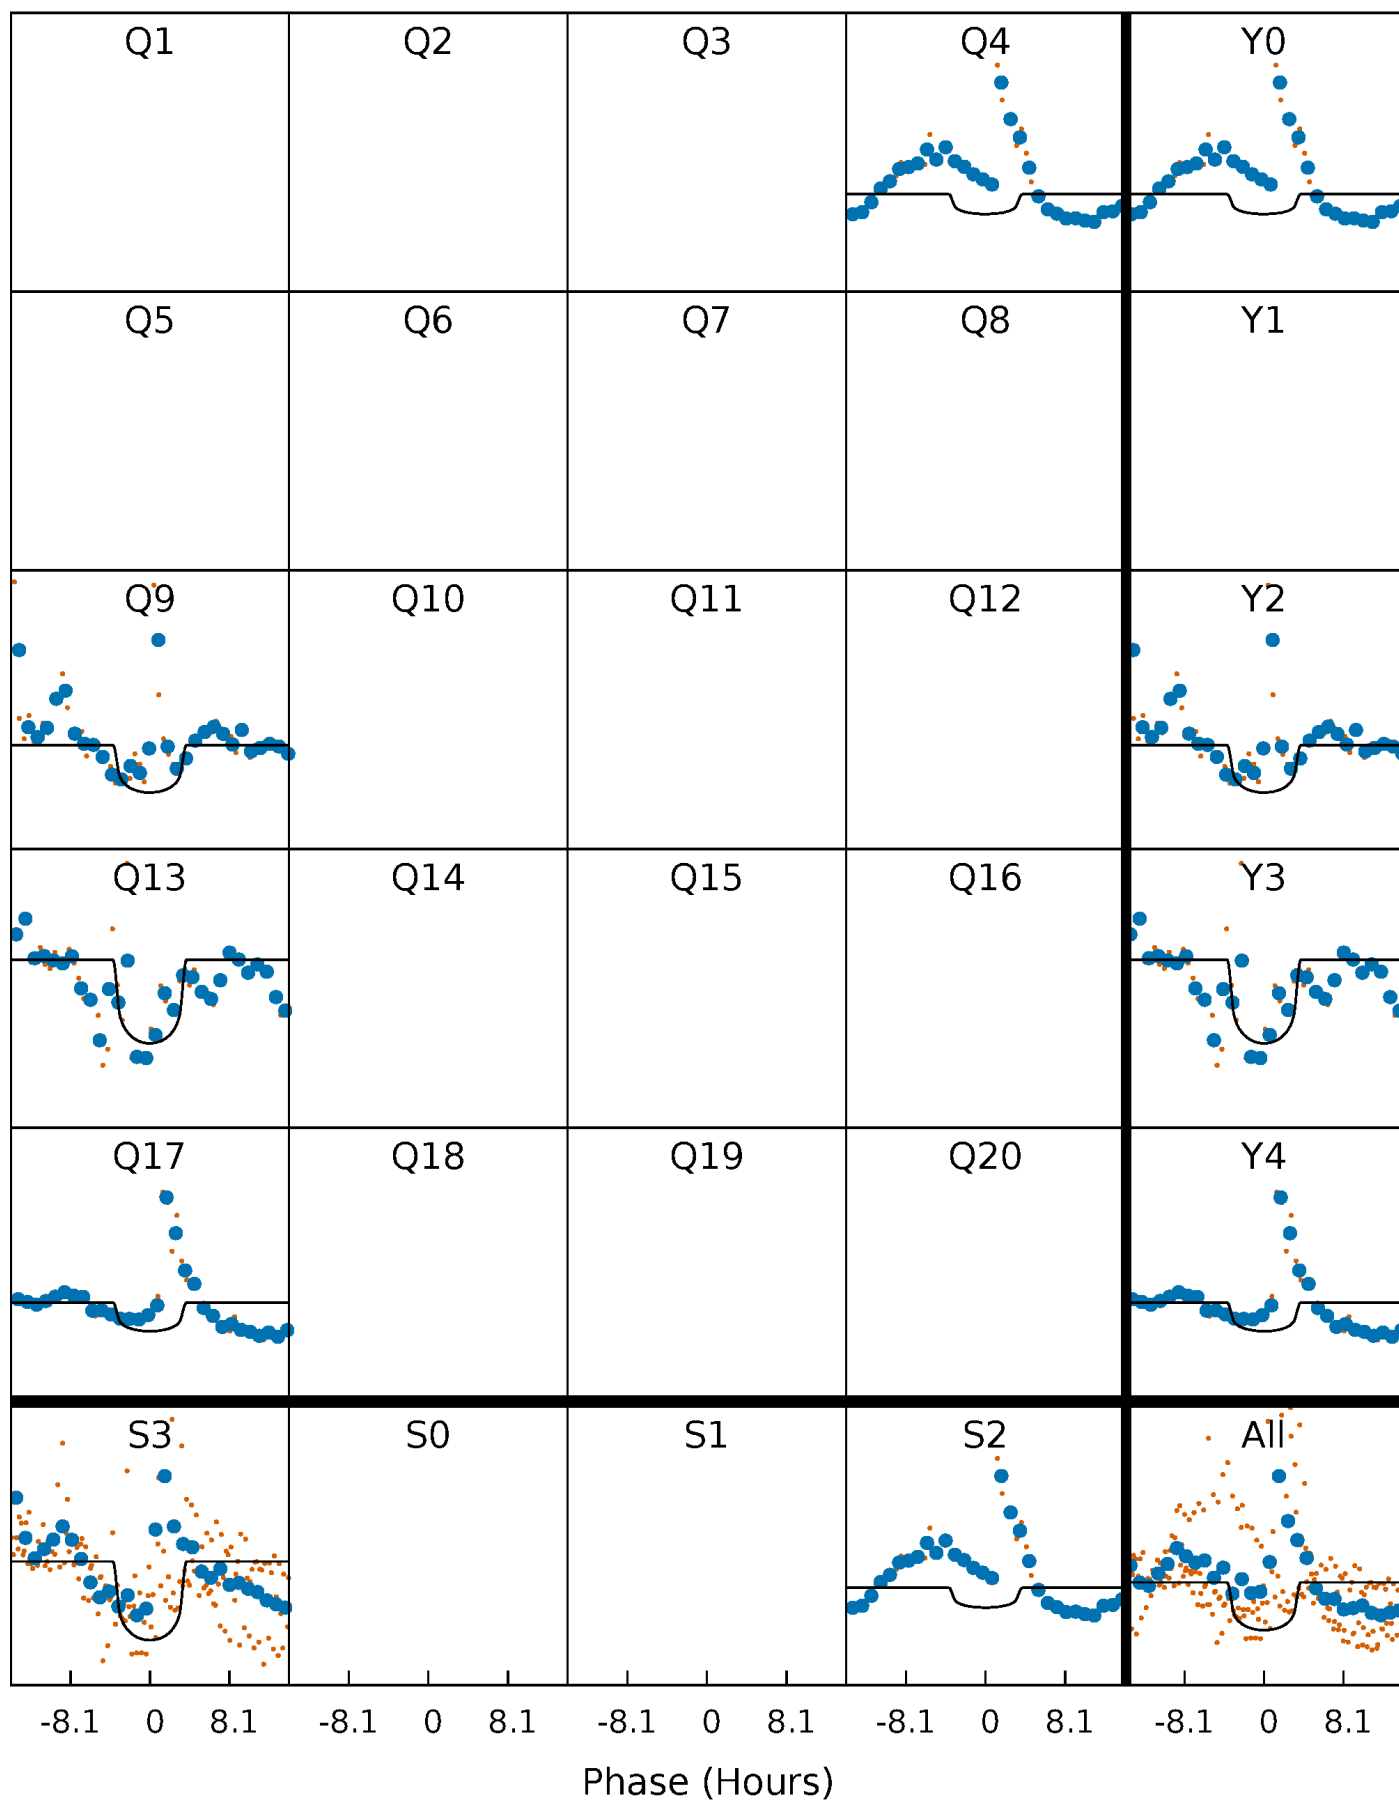 Q1 Q2 Q3 Q4 Y0
Q5 Q6 Q7 Q8 Y1
Q9 Q10 Q11 Q12 Y2
Q13 Q14 Q15 Q16 Y3
Q17 Q18 Q19 Q20 Y4
S3 S0 S1 S2 All
-8.1 0 8.1 -8.1 0 8.1 -8.1 0 8.1 -8.1 0 8.1 -8.1 0 8.1
Phase (Hours)